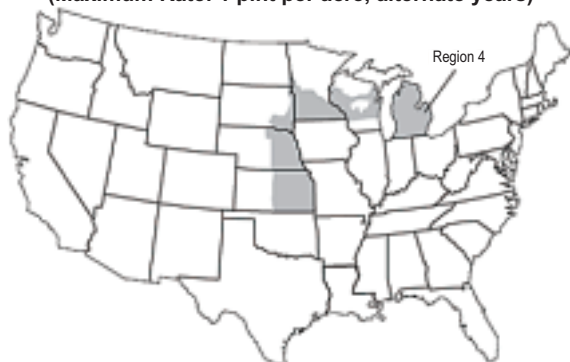 (Maximum Rate: 1 pint per acre, alternate years)
Region 4